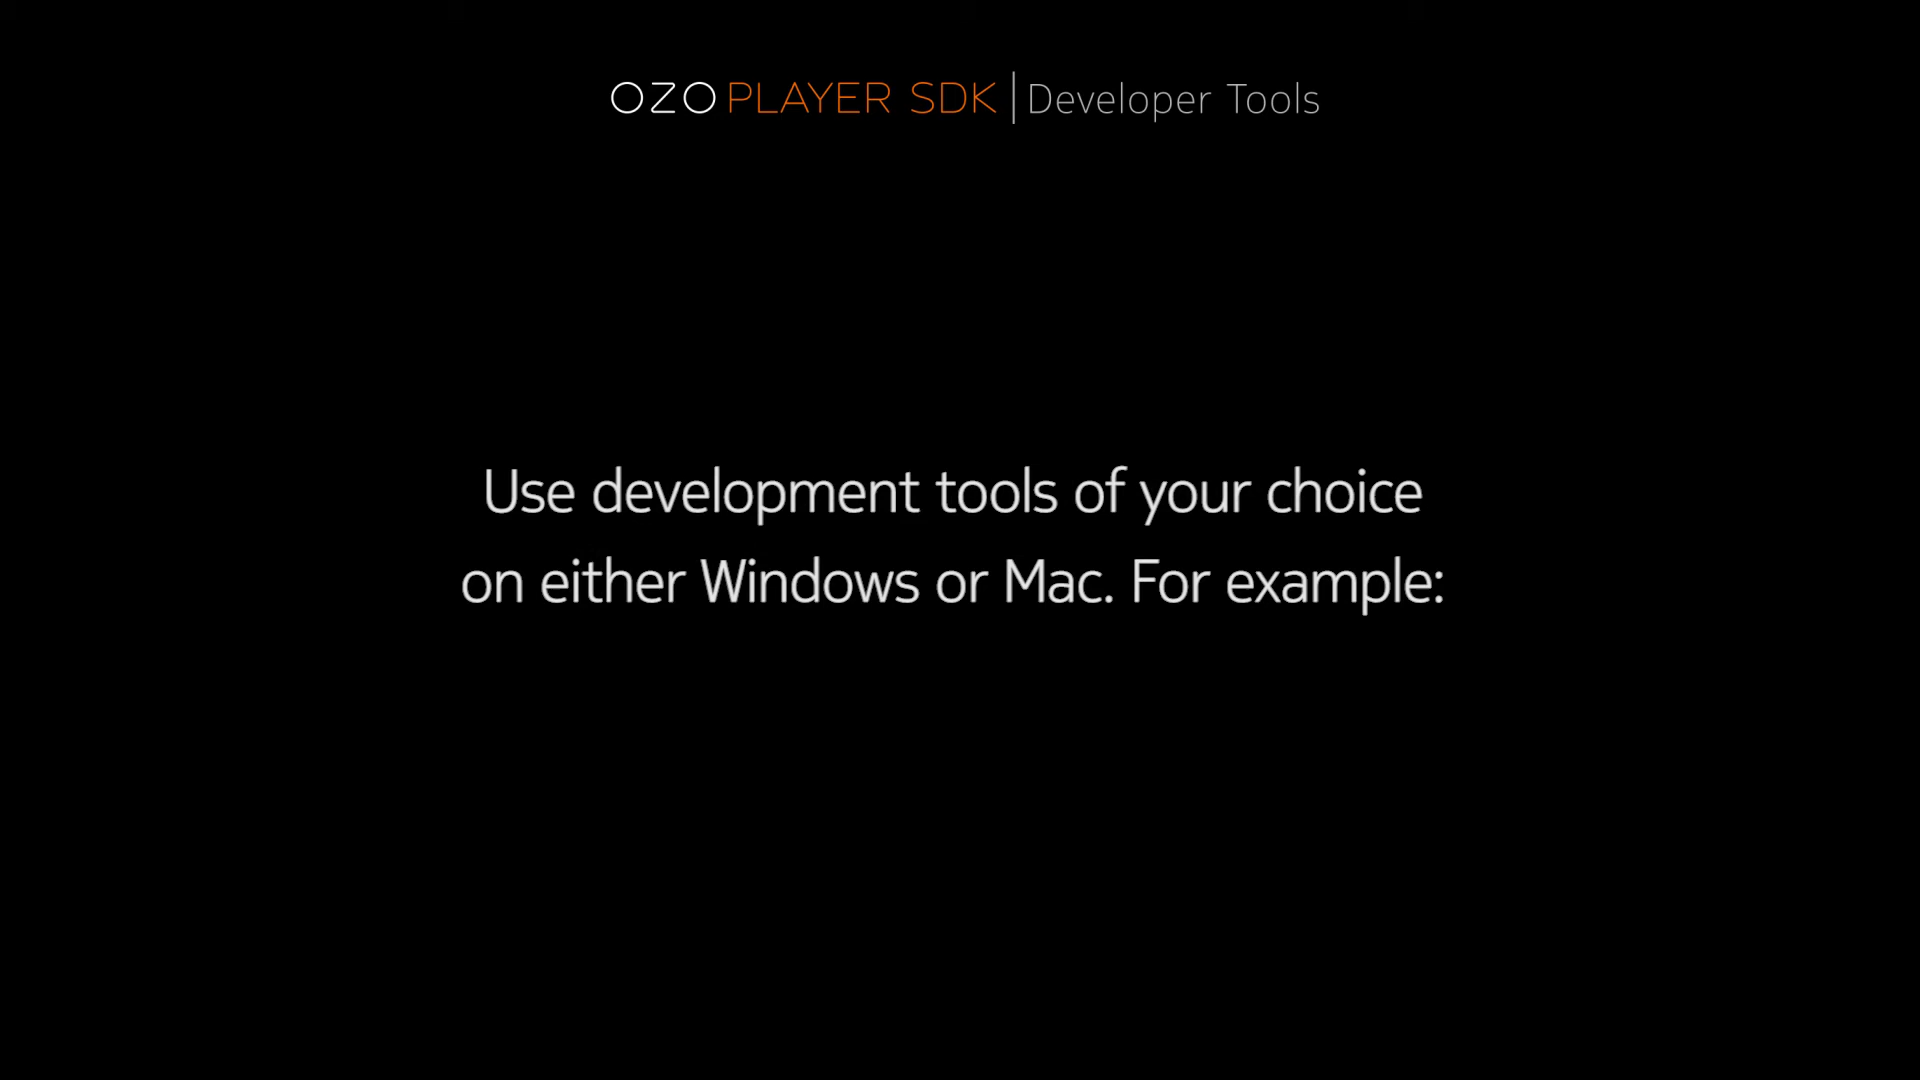 OZO PLAYER SDK | Developer Tools
Use development tools of your choice
on either Windows or Mac. For example: